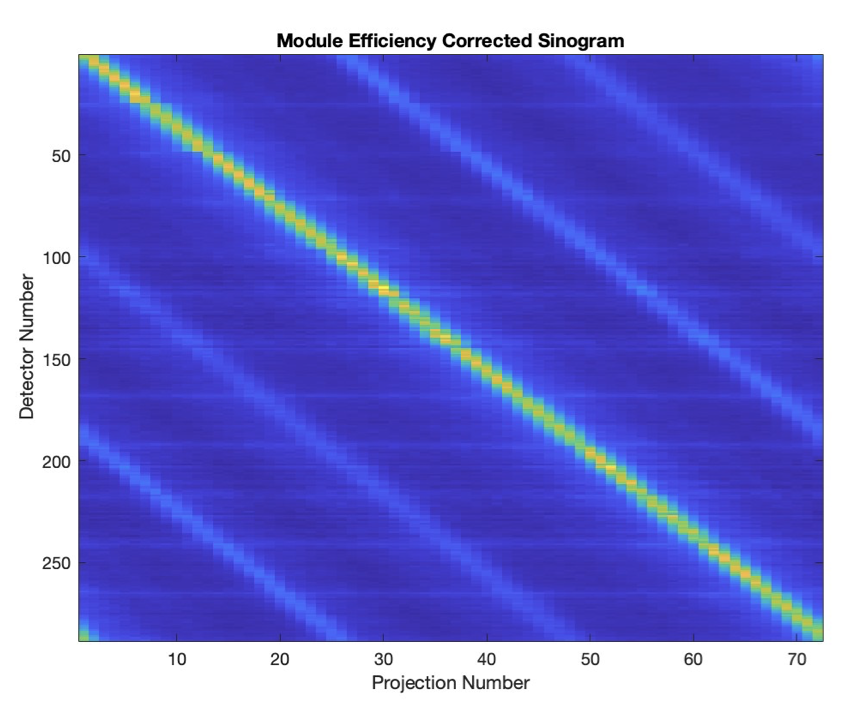 Module Efficiency Corrected Sinogram
50
100
150
200
250
Detector Number
10 20 30 40 50 60 70
Projection Number